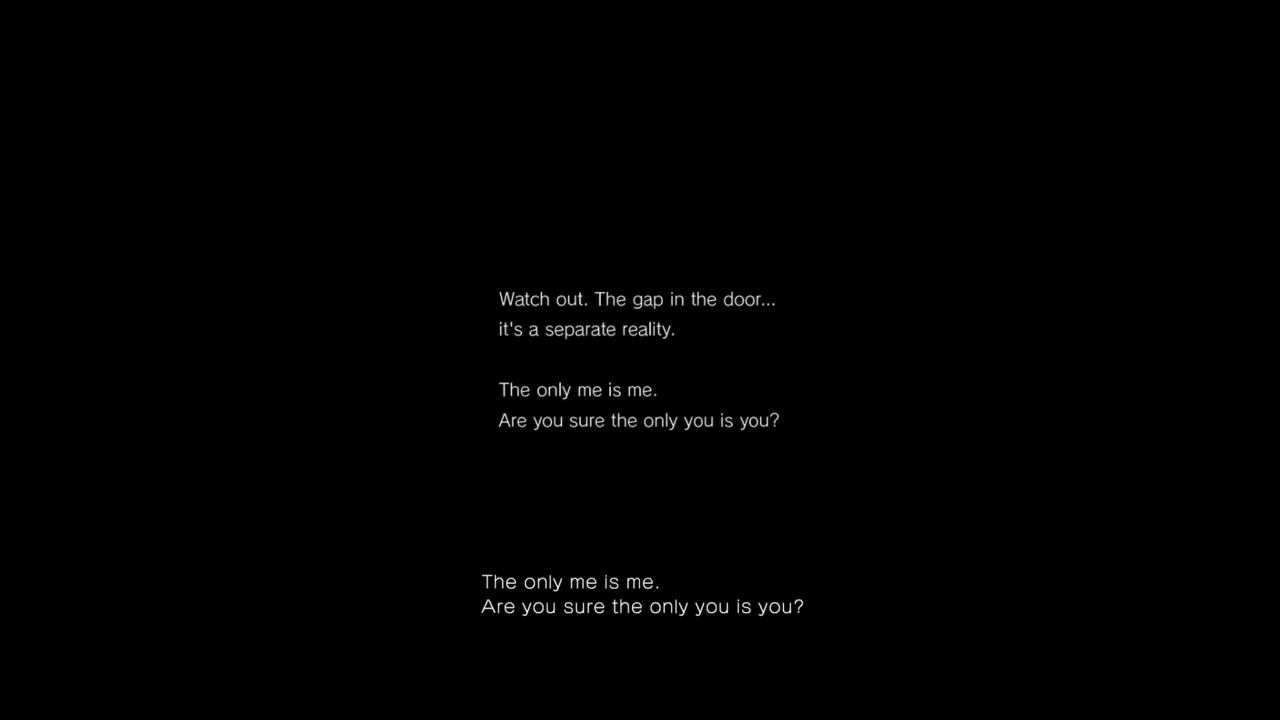 Watch out. The gap in the door...
it's a separate reality.
The only me is me.
Are you sure the only you is you?
The only me is me.
Are you sure the only you is you?